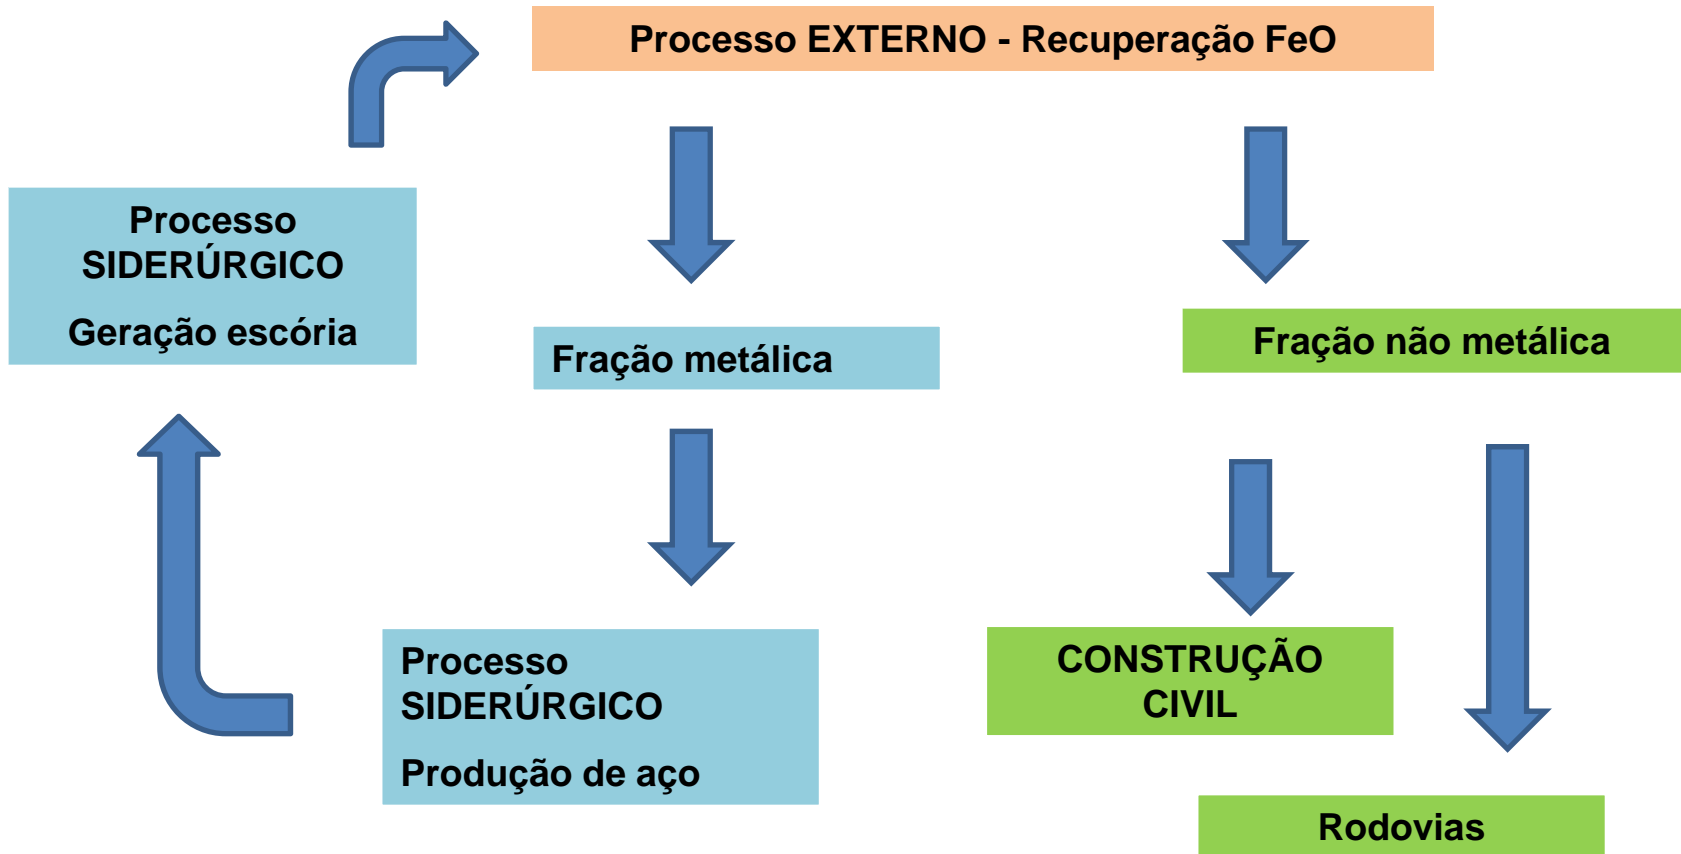 Processo EXTERNO - Recuperação FeO
Processo
SIDERÚRGICO
Geração escória
Fração metálica
Fração não metálica
Processo
SIDERÚRGICO
Produção de aço
CONSTRUÇÃO
CIVIL
Rodovias